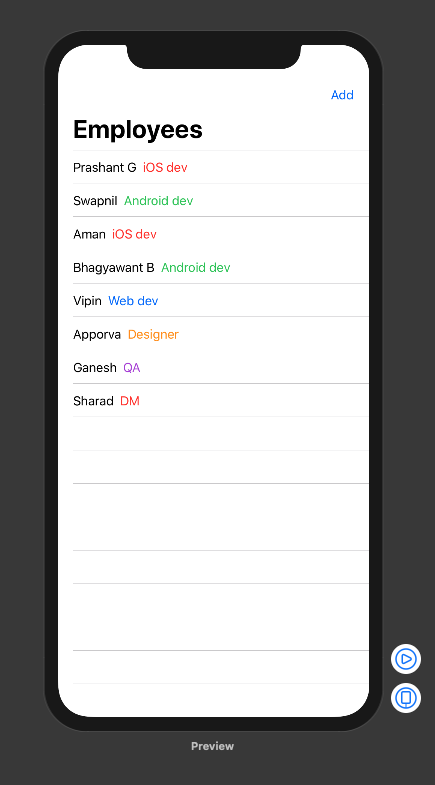 Add
Employees
Prashant G iOS dev
Swapnil Android dev
Aman iOS dev
Bhagyawant B Android dev
Vipin Web dev
Apporva Designer
Ganesh QA
Sharad DM
Preview